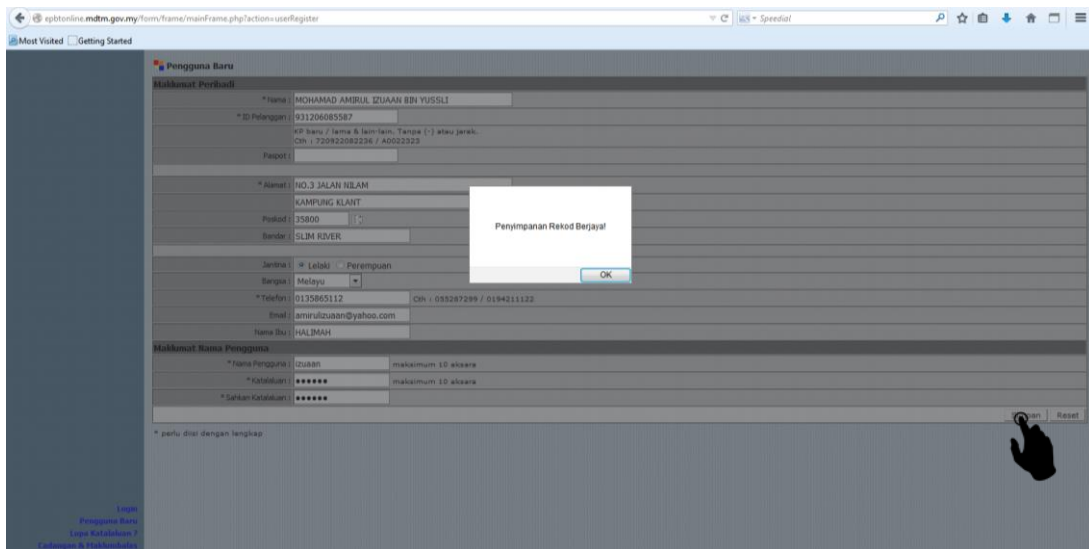 epbtonline.mdtm.gov.my/form/frame/mainFrame.php?action=userRegister
Speedial
Most Visited Getting Started
Pengguna Baru
Maklumat Peribadi
* Nama : MOHAMAD AMIRUL IZUAAN BIN YUSSLI
* ID Pelanggan : 931206085587
KP baru / lama & lain-lain. Tanpa (-) atau jarak.
Cth : 720922082236 / A0022323
Paspot :
* Alamat : NO.3 JALAN NILAM
KAMPUNG KLANT
Poskod : 35800
Bandar : SLIM RIVER
Jantina : Lelaki Perempuan
Bangsa : Melayu
* Telefon : 0135865112 Cth : 055287299 / 0194211122
Email : amirulizuaan@yahoo.com
Nama Ibu : HALIMAH
Maklumat Nama Pengguna
* Nama Pengguna : izuaan maksimum 10 aksara
* Katalaluan : ●●●●●● maksimum 10 aksara
* Sahkan Katalaluan : ●●●●●●
Reset
* perlu diisi dengan lengkap
Penyimpanan Rekod Berjaya!
OK
Login
Pengguna Baru
Lupa Katalaluan ?
Cadangan & Maklumbalas